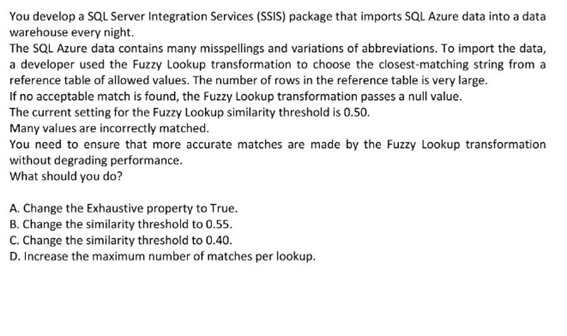 You develop a SQL Server Integration Services (SSIS) package that imports SQL Azure data into a data
warehouse every night.
The SQL Azure data contains many misspellings and variations of abbreviations. To import the data,
a developer used the Fuzzy Lookup transformation to choose the closest-matching string from a
reference table of allowed values. The number of rows in the reference table is very large.
If no acceptable match is found, the Fuzzy Lookup transformation passes a null value.
The current setting for the Fuzzy Lookup similarity threshold is 0.50.
Many values are incorrectly matched.
You need to ensure that more accurate matches are made by the Fuzzy Lookup transformation
without degrading performance.
What should you do?
A. Change the Exhaustive property to True.
B. Change the similarity threshold to 0.55.
C. Change the similarity threshold to 0.40.
D. Increase the maximum number of matches per lookup.